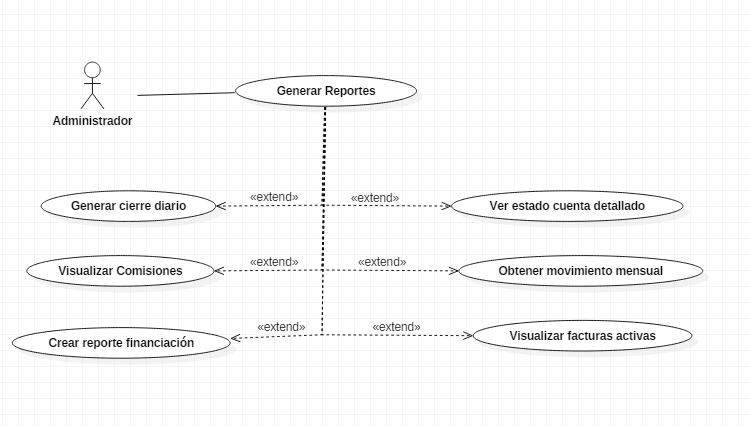 Generar Reportes
Administrador
«extend»
«extend»
Generar cierre diario
Ver estado cuenta detallado
«extend»
«extend»
Visualizar Comisiones
Obtener movimiento mensual
«extend»
«extend»
Crear reporte financiación
Visualizar facturas activas